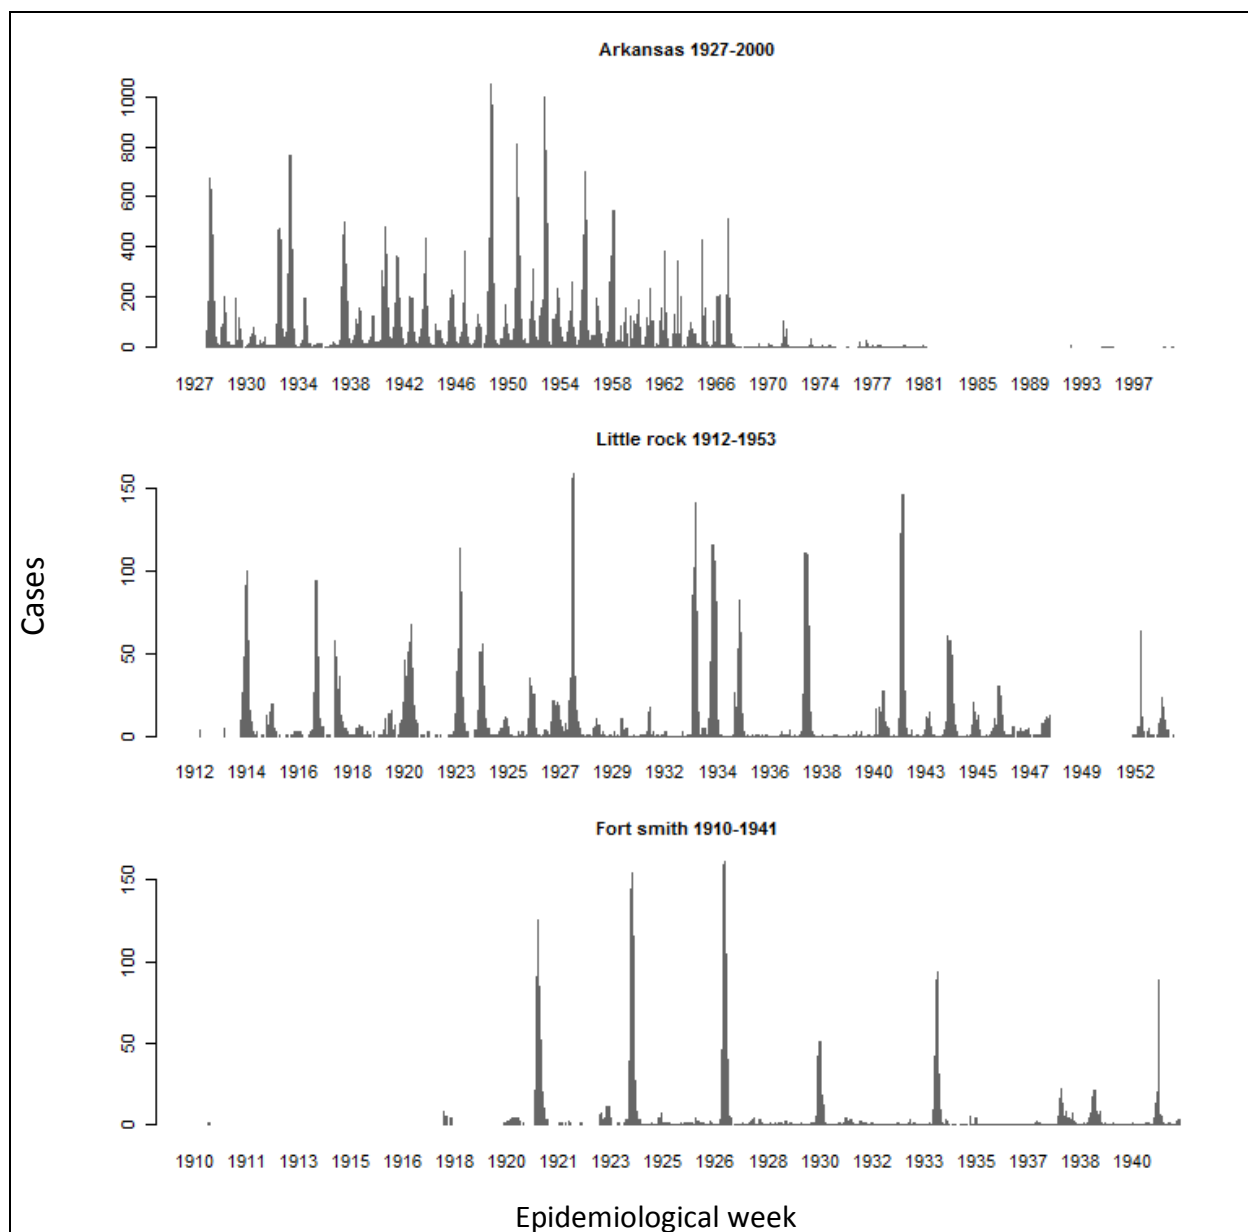 Arkansas 1927-2000
1000
800
600
400
200
0
1927 1930 1934 1938 1942 1946 1950 1954 1958 1962 1966 1970 1974 1977 1981 1985 1989 1993 1997
Little rock 1912-1953
150
100
50
0
1912 1914 1916 1918 1920 1923 1925 1927 1929 1932 1934 1936 1938 1940 1943 1945 1947 1949 1952
Cases
Fort smith 1910-1941
150
100
50
0
1910 1911 1913 1915 1916 1918 1920 1921 1923 1925 1926 1928 1930 1932 1933 1935 1937 1938 1940
Epidemiological week